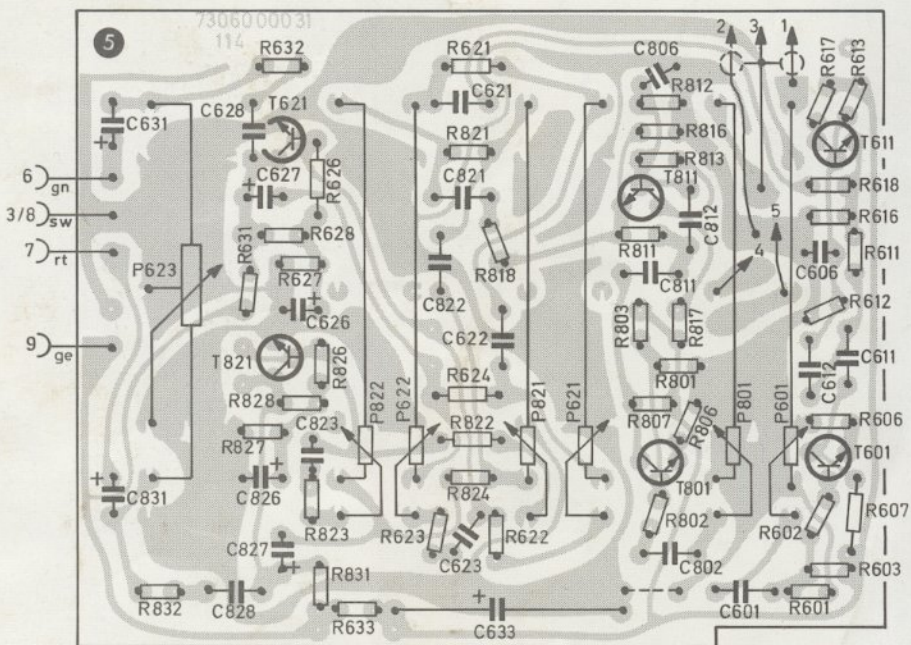 5
73060 000 31
114
2
3
1
R632
R621
C806
R617
R613
C628
T621
C621
R812
C631
R821
R816
T611
R813
6 gn
C627
R626
C821
T811
C812
R618
3/8 sw
R616
7 rt
R631
R628
R818
R811
5
4
R611
P623
R627
C822
C811
C606
R612
C626
C622
R803
R817
9 ge
T821
R826
R801
C612
C611
R828
C823
P822
P622
R624
P821
P621
R807
R806
P801
P601
R606
R827
R822
T601
C831
C826
R823
R824
T801
R607
C827
R623
C623
R622
R802
R602
R831
C802
R603
R832
C828
R633
C633
C601
R601